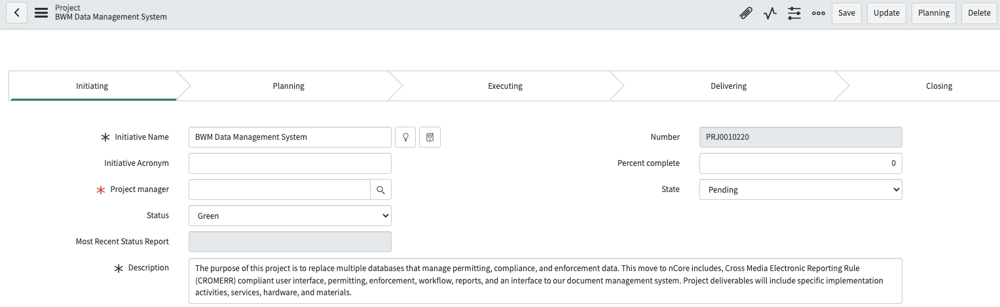 Project
BWM Data Management System
Save Update Planning Delete
Initiating Planning Executing Delivering Closing
Initiative Name BWM Data Management System Number PRJ0010220
Initiative Acronym Percent complete 0
Project manager State Pending
Status Green
Most Recent Status Report
Description The purpose of this project is to replace multiple databases that manage permitting, compliance, and enforcement data. This move to nCore includes, Cross Media Electronic Reporting Rule
(CROMERR) compliant user interface, permitting, enforcement, workflow, reports, and an interface to our document management system. Project deliverables will include specific implementation
activities, services, hardware, and materials.